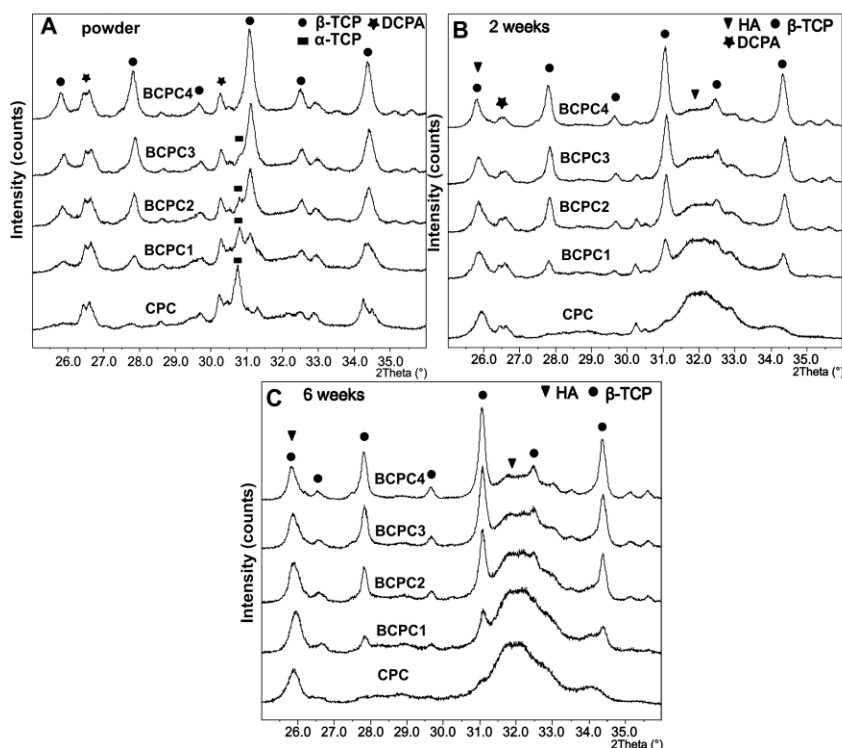 A powder ● β-TCP ★ DCPA
■ α-TCP
BCPC4
BCPC3
BCPC2
BCPC1
CPC
Intensity (counts)
26.0 27.0 28.0 29.0 30.0 31.0 32.0 33.0 34.0 35.0
2Theta (°)
B 2 weeks ▼ HA ● β-TCP
★ DCPA
BCPC4
BCPC3
BCPC2
BCPC1
CPC
Intensity (counts)
26.0 27.0 28.0 29.0 30.0 31.0 32.0 33.0 34.0 35.0
2Theta (°)
C 6 weeks ▼ HA ● β-TCP
BCPC4
BCPC3
BCPC2
BCPC1
CPC
Intensity (counts)
26.0 27.0 28.0 29.0 30.0 31.0 32.0 33.0 34.0 35.0
2Theta (°)